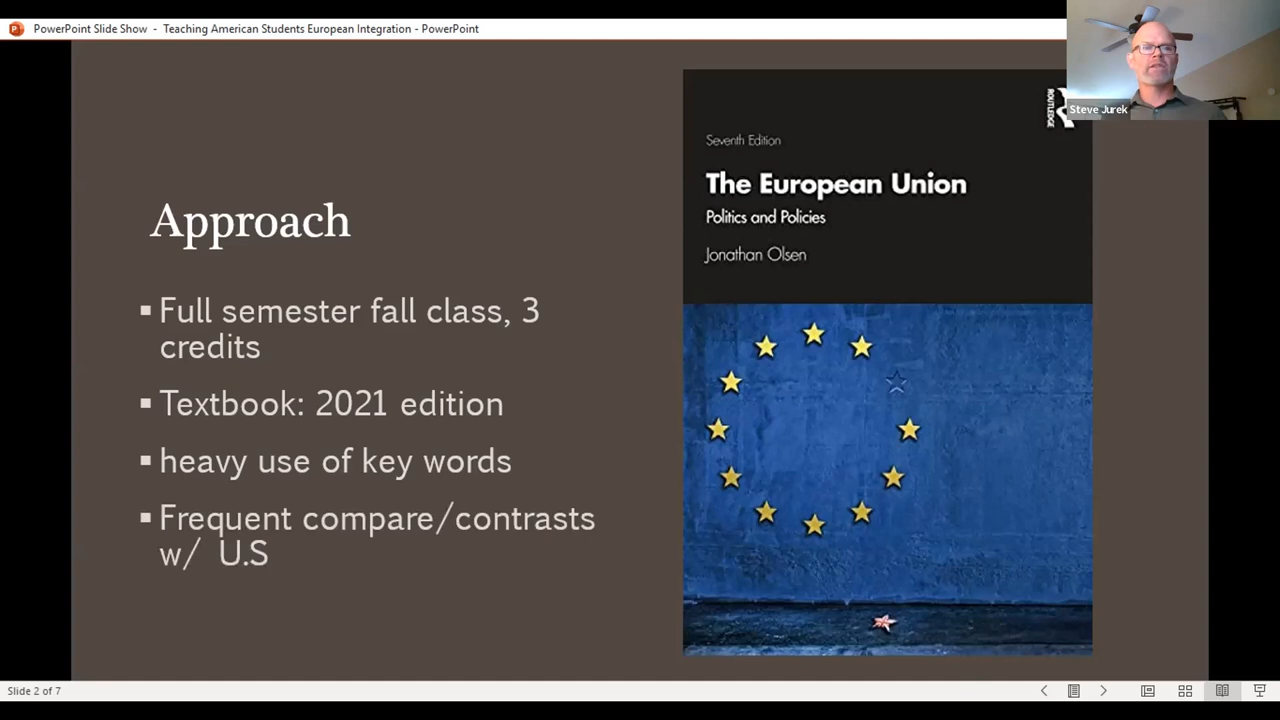 PowerPoint Slide Show - Teaching American Students European Integration - PowerPoint
Steve Jurek
ROUTLEDGE
Seventh Edition
The European Union
Politics and Policies
Jonathan Olsen
Approach
▪ Full semester fall class, 3
credits
▪ Textbook: 2021 edition
▪ heavy use of key words
▪ Frequent compare/contrasts
w/ U.S
Slide 2 of 7